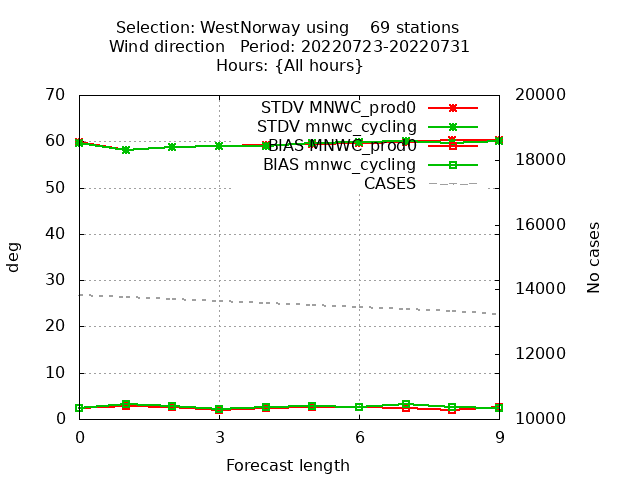 Selection: WestNorway using    69 stations
Wind direction   Period: 20220723-20220731
Hours: {All hours}
70
60
50
40
30
20
10
0
20000
18000
16000
14000
12000
10000
STDV MNWC_prod0
STDV mnwc_cycling
BIAS MNWC_prod0
BIAS mnwc_cycling
CASES
deg
No cases
0 3 6 9
Forecast length